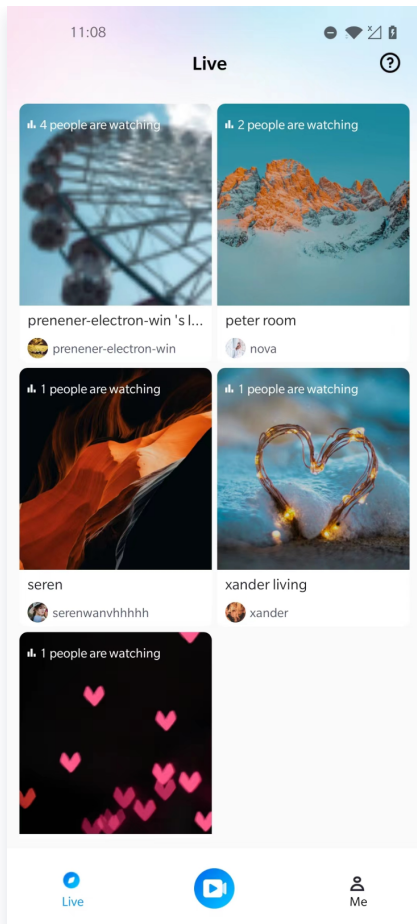 11:08
Live
4 people are watching
2 people are watching
prenener-electron-win 's l...
peter room
prenener-electron-win
nova
1 people are watching
1 people are watching
seren
xander living
serenwanvhhhhh
xander
1 people are watching
Live
Me